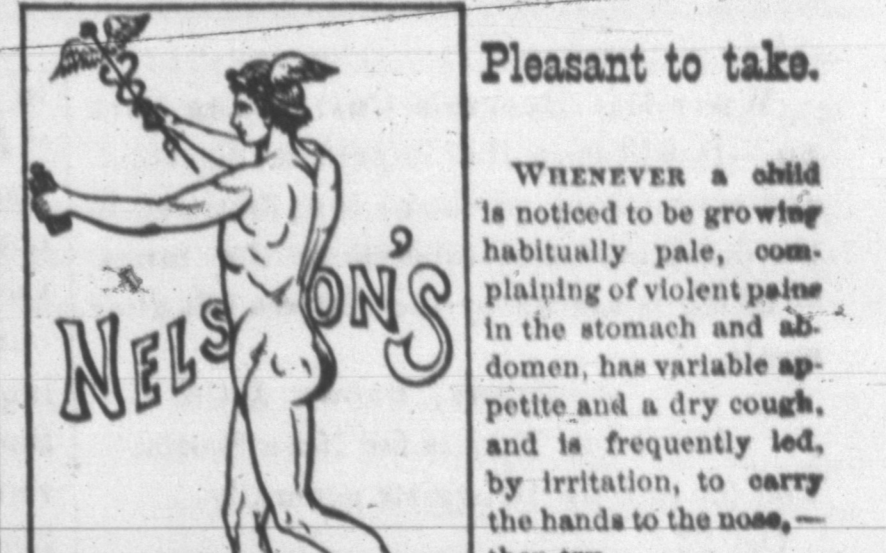 NELSON'S
Pleasant to take.
WHENEVER a child
is noticed to be growing
habitually pale, com-
plaining of violent pains
in the stomach and ab-
domen, has variable ap-
petite and a dry cough,
and is frequently led,
by irritation, to carry
the hands to the nose,—
then try